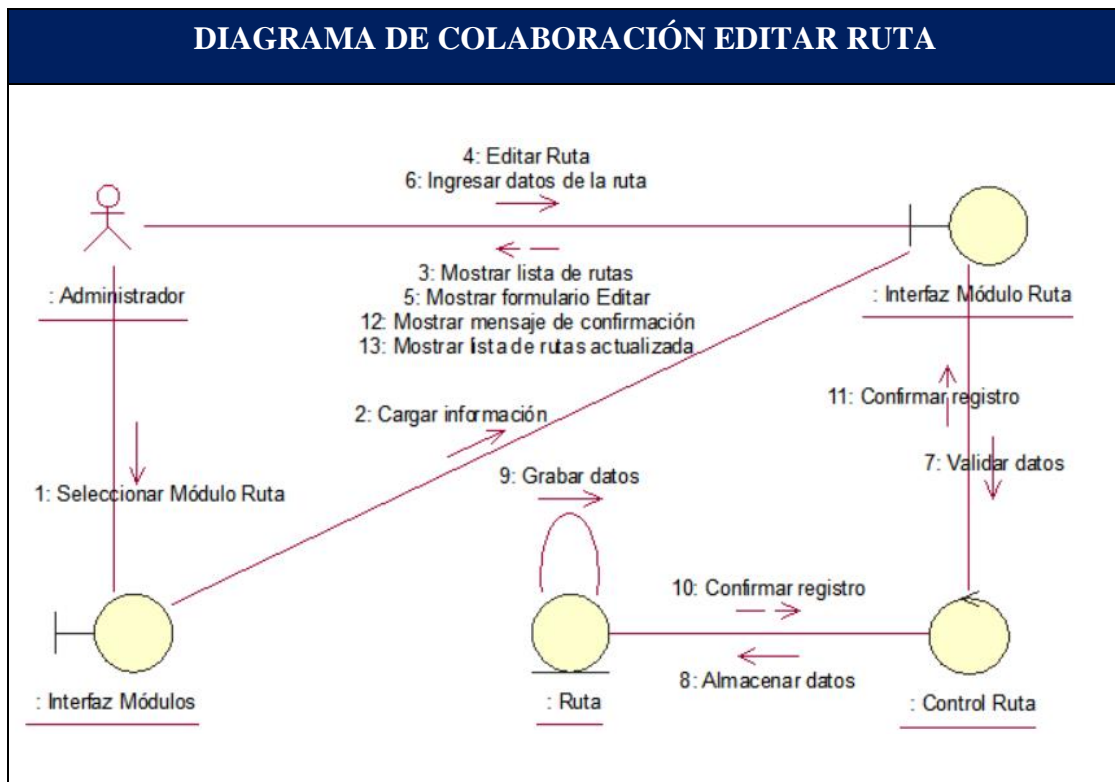 DIAGRAMA DE COLABORACIÓN EDITAR RUTA
4: Editar Ruta
6: Ingresar datos de la ruta
: Administrador
3: Mostrar lista de rutas
5: Mostrar formulario Editar
12: Mostrar mensaje de confirmación
13: Mostrar lista de rutas actualizada
: Interfaz Módulo Ruta
2: Cargar información
11: Confirmar registro
7: Validar datos
1: Seleccionar Módulo Ruta
9: Grabar datos
10: Confirmar registro
8: Almacenar datos
: Interfaz Módulos
: Ruta
: Control Ruta